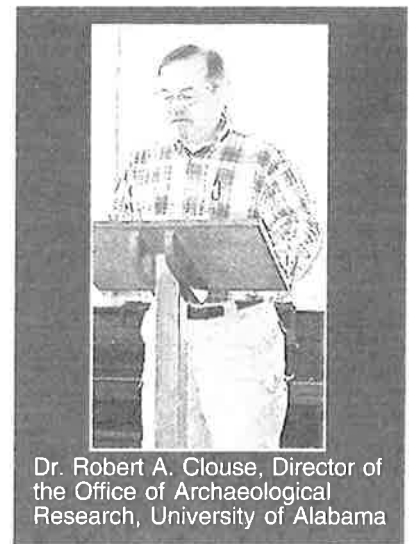 Dr. Robert A. Clouse, Director of
the Office of Archaeological
Research, University of Alabama